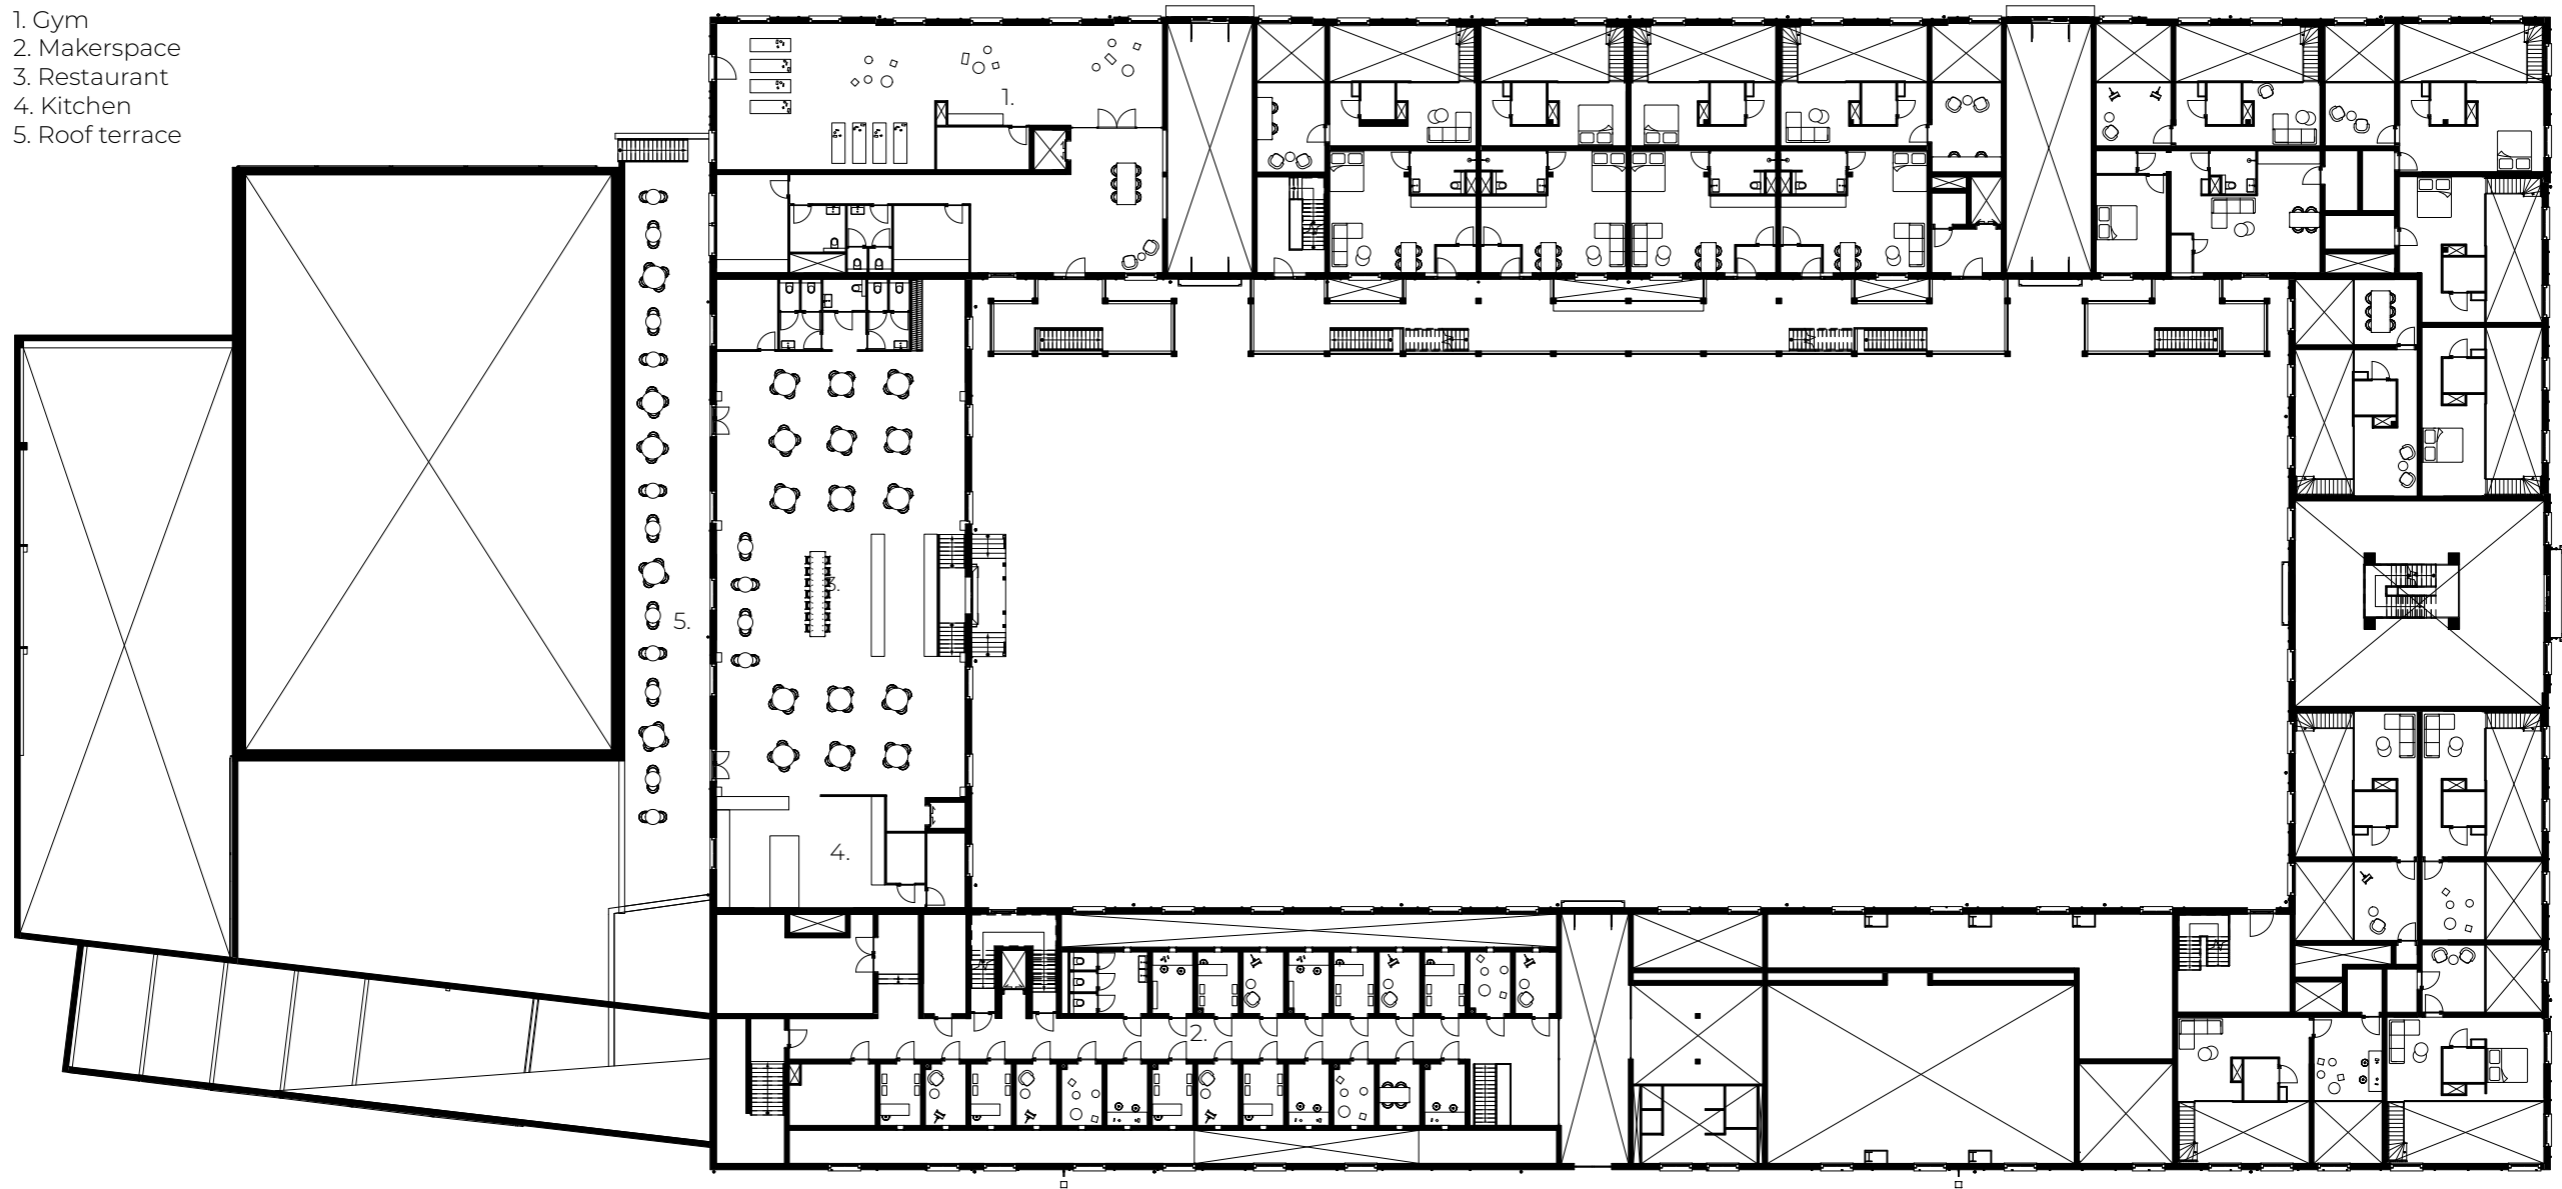 1. Gym
2. Makerspace
3. Restaurant
4. Kitchen
5. Roof terrace
1.
3.
5.
4.
2.